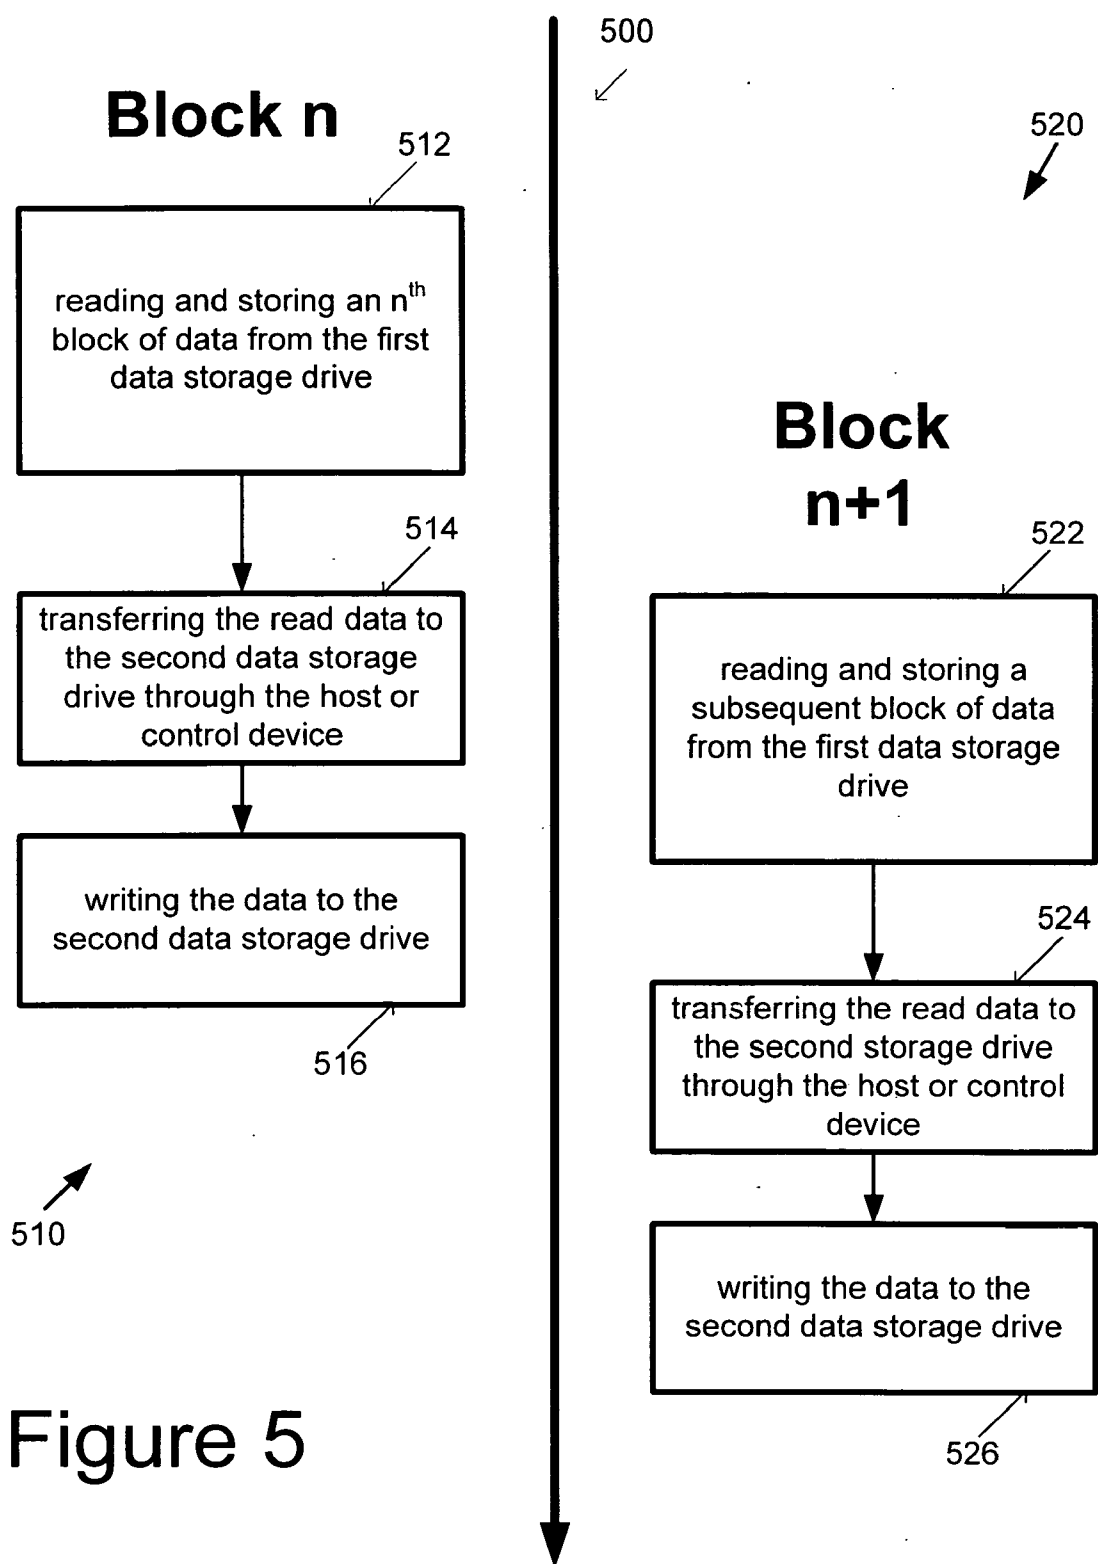 500
520
Block n
512
reading and storing an nth
block of data from the first
data storage drive
514
transferring the read data to
the second data storage
drive through the host or
control device
writing the data to the
second data storage drive
516
510
Block
n+1
522
reading and storing a
subsequent block of data
from the first data storage
drive
524
transferring the read data to
the second storage drive
through the host or control
device
writing the data to the
second data storage drive
526
Figure 5